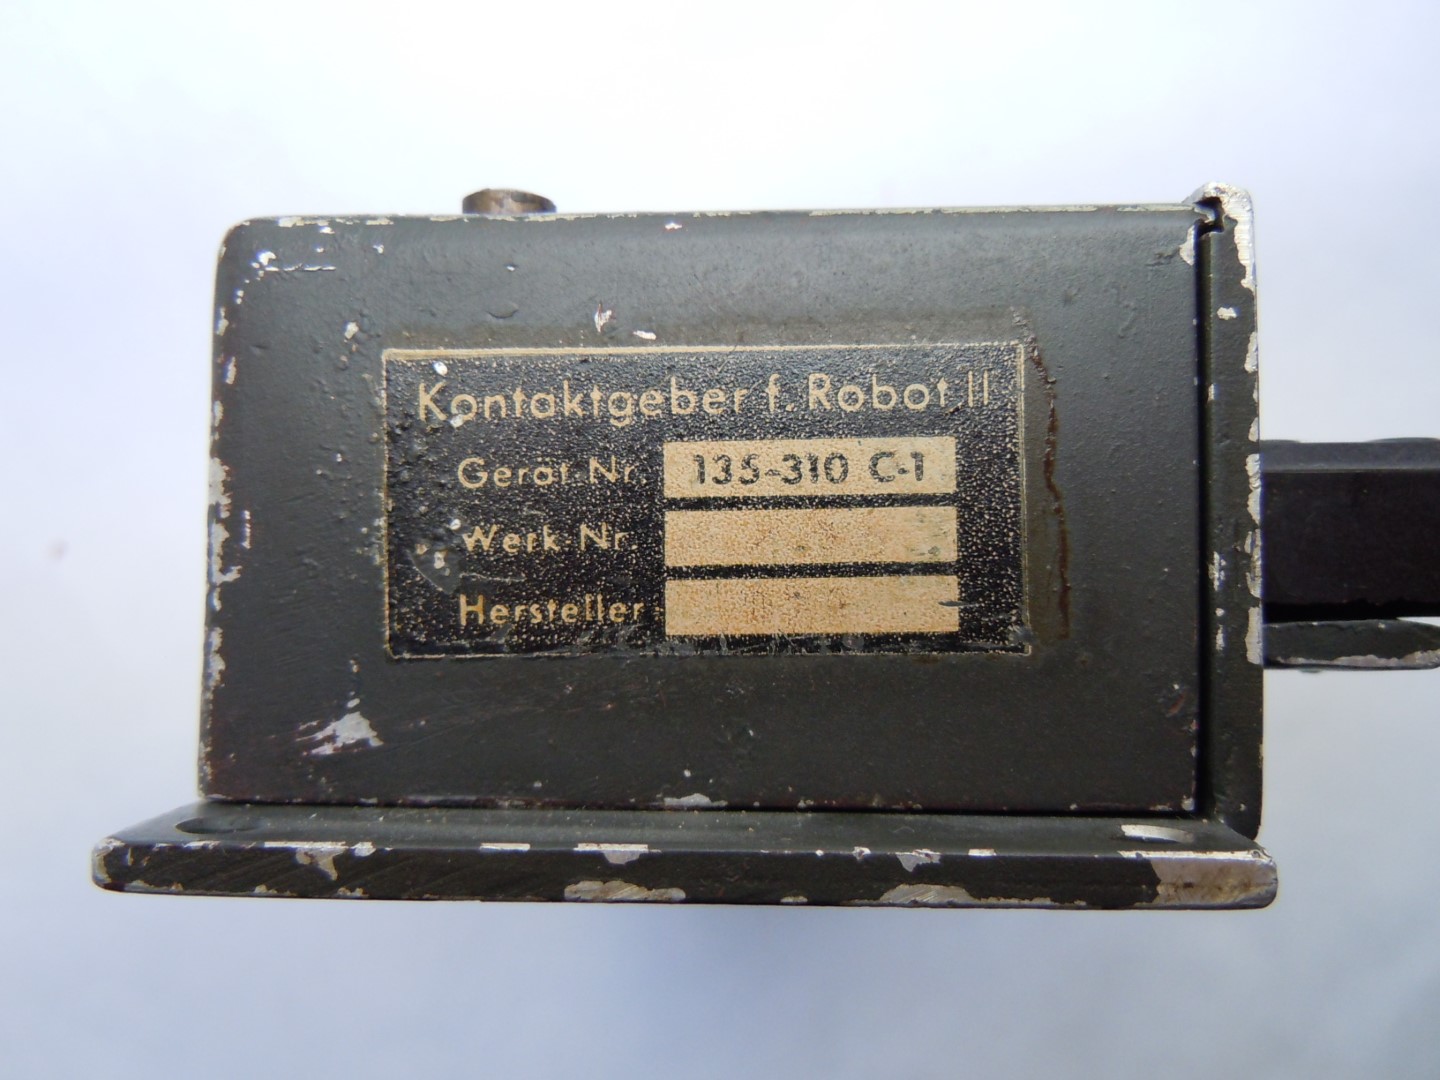 Kontaktgeber f. Robot II
Gerät-Nr. 135-310 C-1
Werk-Nr.
Hersteller